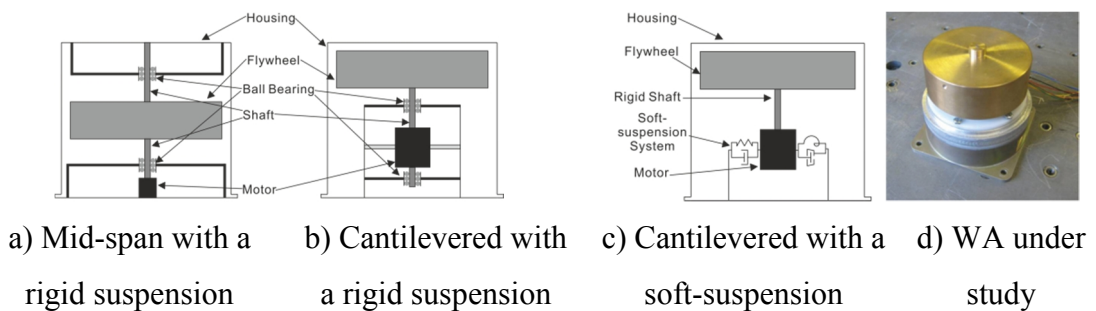 Housing
Flywheel
Ball Bearing
Shaft
Motor
Housing
Flywheel
Rigid Shaft
Soft-
suspension
System
Motor
a) Mid-span with a
rigid suspension
b) Cantilevered with
a rigid suspension
c) Cantilevered with a
soft-suspension
d) WA under
study